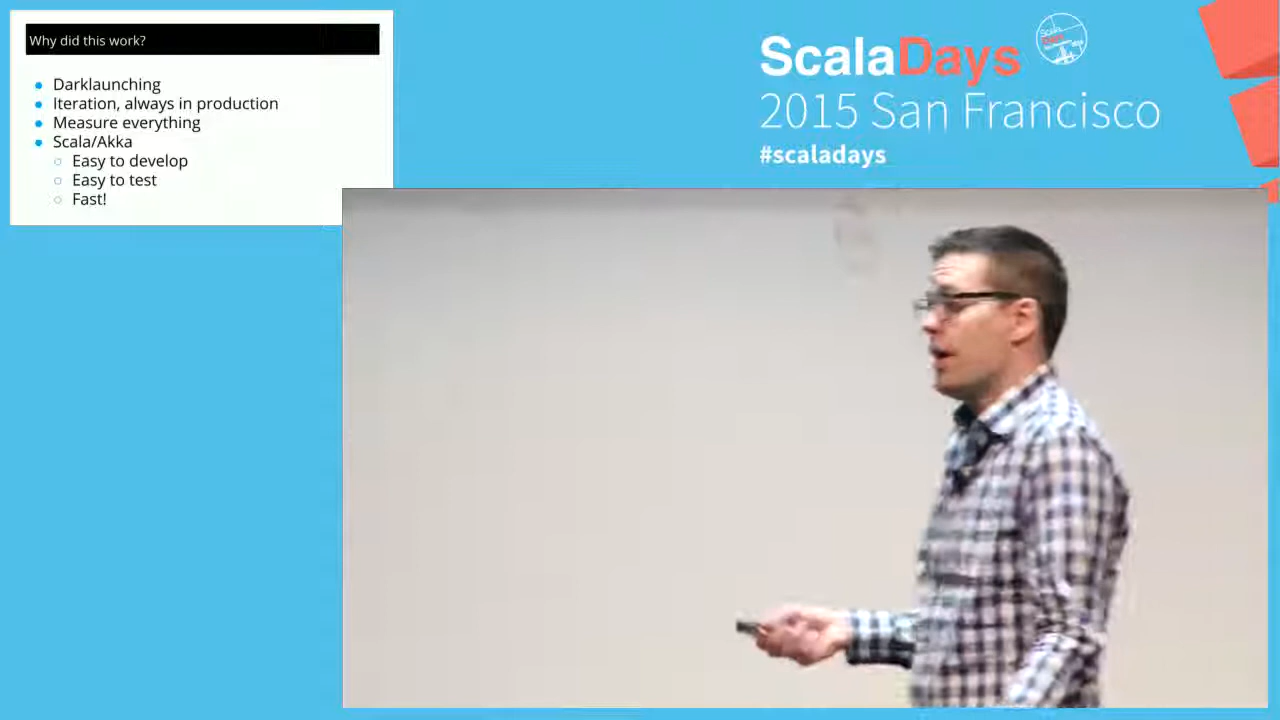 Why did this work?
Darklaunching
Iteration, always in production
Measure everything
Scala/Akka
Easy to develop
Easy to test
Fast!
ScalaDays
2015 San Francisco
#scaladays